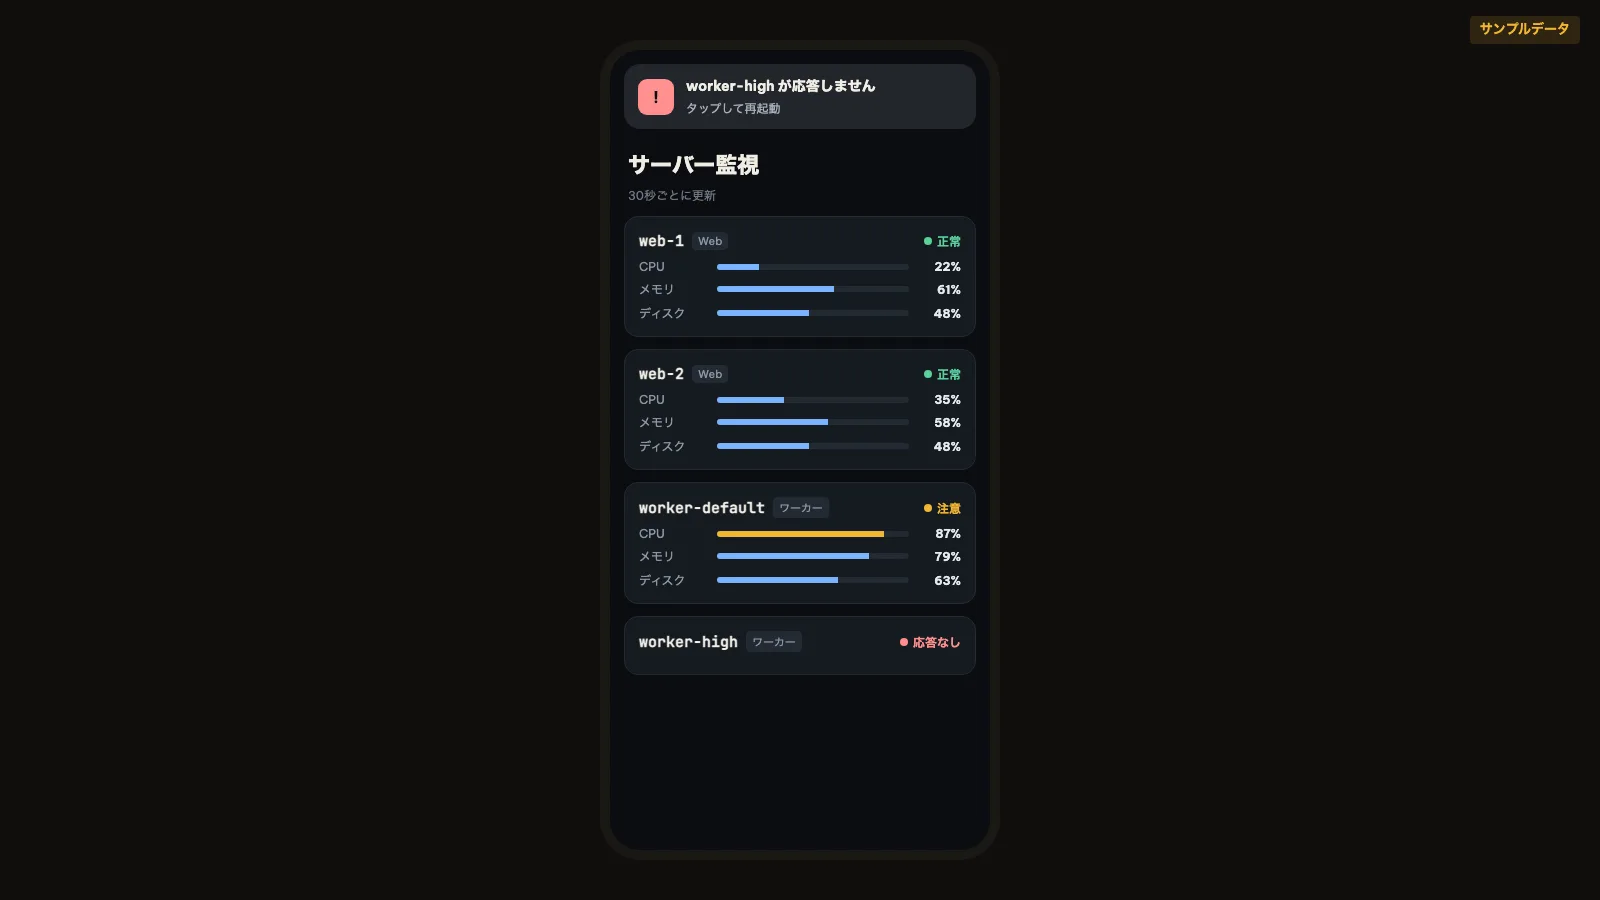 サンプルデータ
!
worker-high が応答しません
タップして再起動
サーバー監視
30秒ごとに更新
web-1 Web 正常
CPU 22%
メモリ 61%
ディスク 48%
web-2 Web 正常
CPU 35%
メモリ 58%
ディスク 48%
worker-default ワーカー 注意
CPU 87%
メモリ 79%
ディスク 63%
worker-high ワーカー 応答なし